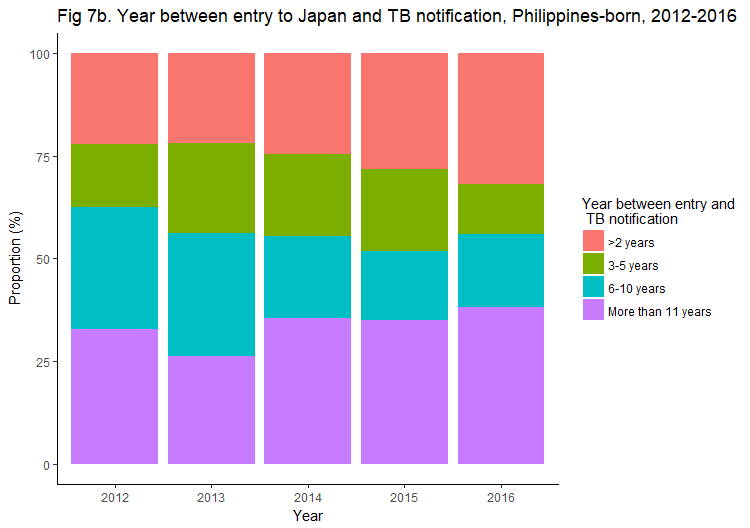 Fig 7b. Year between entry to Japan and TB notification, Philippines-born, 2012-2016
100
75
50
25
0
Proportion (%)
2012 2013 2014 2015 2016
Year
Year between entry and
TB notification
>2 years
3-5 years
6-10 years
More than 11 years